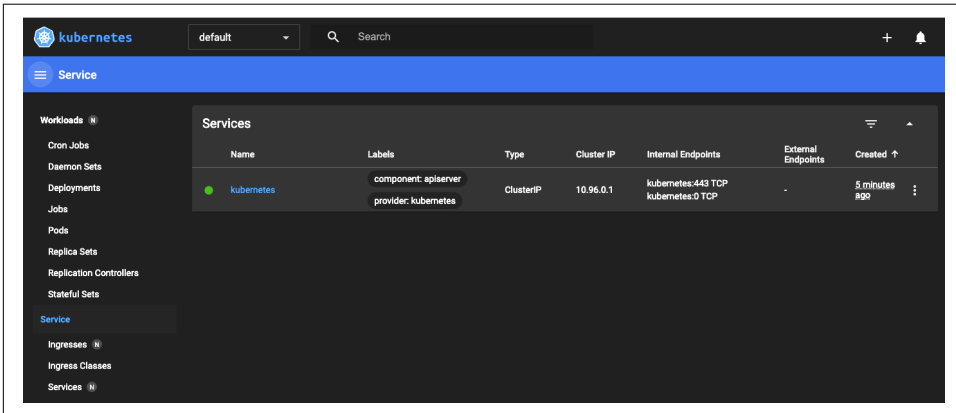 kubernetes
default
Search
Service
Workloads N
Cron Jobs
Daemon Sets
Deployments
Jobs
Pods
Replica Sets
Replication Controllers
Stateful Sets
Service
Ingresses N
Ingress Classes
Services N
Services
Name Labels Type Cluster IP Internal Endpoints External Endpoints Created ↑
kubernetes
component: apiserver
provider: kubernetes
ClusterIP
10.96.0.1
kubernetes:443 TCP
kubernetes:0 TCP
-
5 minutes
ago